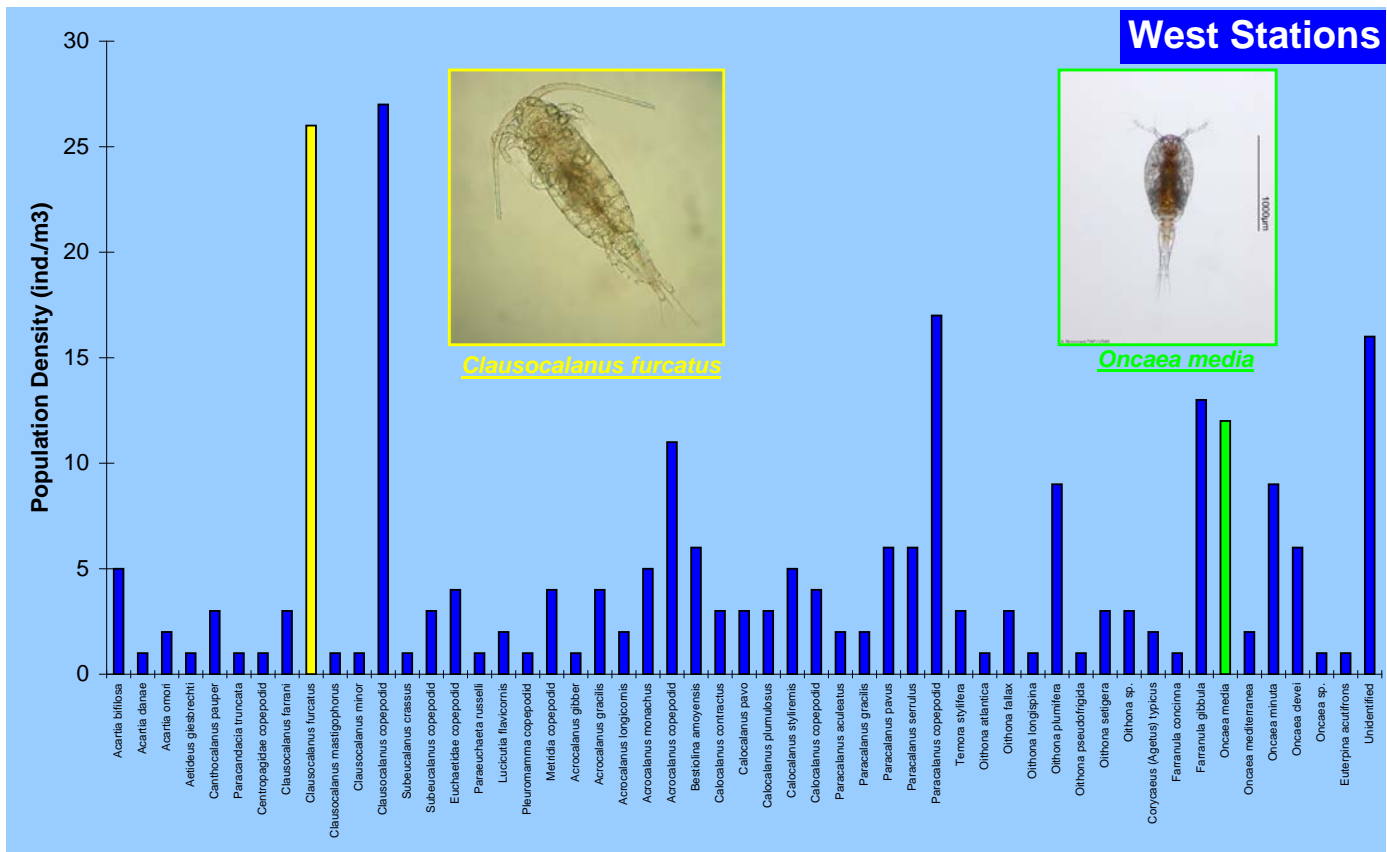 West Stations
30
25
20
15
10
5
0
Population Density (ind./m3)
Clausocalanus furcatus
1000μm
Oncaea media
Acartia bifilosa
Acartia danae
Acartia omori
Aetideus giesbrechti
Canthocalanus pauper
Paracandacia truncata
Centropagidae copepodid
Clausocalanus farrani
Clausocalanus furcatus
Clausocalanus mastigophorus
Clausocalanus minor
Clausocalanus copepodid
Subeucalanus crassus
Subeucalanus copepodid
Euchaetidae copepodid
Paraeuchaeta russelli
Lucicutia flavicornis
Pleuromamma copepodid
Metridia copepodid
Acrocalanus gibber
Acrocalanus gracilis
Acrocalanus longicornis
Acrocalanus monachus
Acrocalanus copepodid
Bestiolina amoyensis
Calocalanus contractus
Calocalanus pavo
Calocalanus plumulosus
Calocalanus styliremis
Calocalanus copepodid
Paracalanus aculeatus
Paracalanus gracilis
Paracalanus pavus
Paracalanus serrulus
Paracalanus copepodid
Temora stylifera
Oithona atlantica
Oithona fallax
Oithona longispina
Oithona plumifera
Oithona pseudofrigida
Oithona setigera
Oithona sp.
Corycaeus (Agetus) typicus
Farranula concinna
Farranula gibbula
Oncaea media
Oncaea mediterranea
Oncaea minuta
Oncaea devei
Oncaea sp.
Euterpina acutifrons
Unidentified